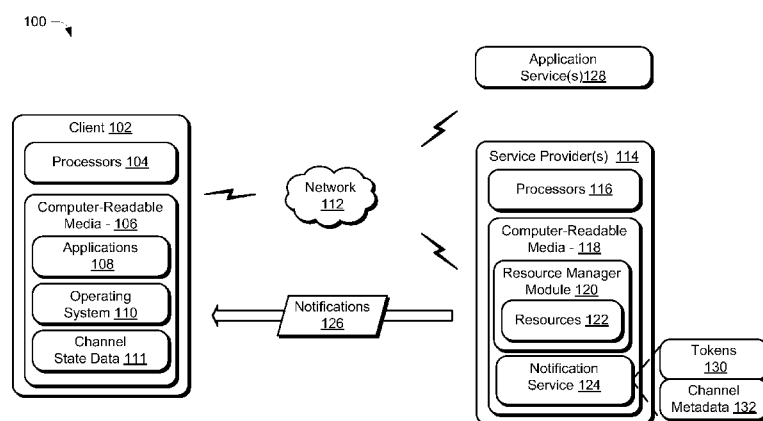 100
Client 102
Processors 104
Computer-Readable
Media - 106
Applications
108
Operating
System 110
Channel
State Data 111
Network
112
Notifications
126
Application
Service(s)128
Service Provider(s) 114
Processors 116
Computer-Readable
Media - 118
Resource Manager
Module 120
Resources 122
Notification
Service 124
Tokens
130
Channel
Metadata 132